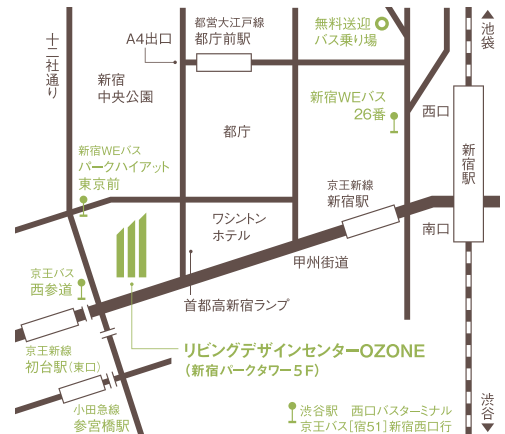 十二社通り
A4出口
都営大江戸線
都庁前駅
無料送迎
バス乗り場
池袋
新宿
中央公園
都庁
新宿WEバス
26番
西口
新宿駅
新宿WEバス
パークハイアット
東京前
京王新線
新宿駅
ワシントン
ホテル
南口
甲州街道
京王バス
西参道
首都高新宿ランプ
京王新線
初台駅(東口)
リビングデザインセンターOZONE
(新宿パークタワー5F)
小田急線
参宮橋駅
渋谷駅 西口バスターミナル
京王バス[宿51]新宿西口行
渋谷